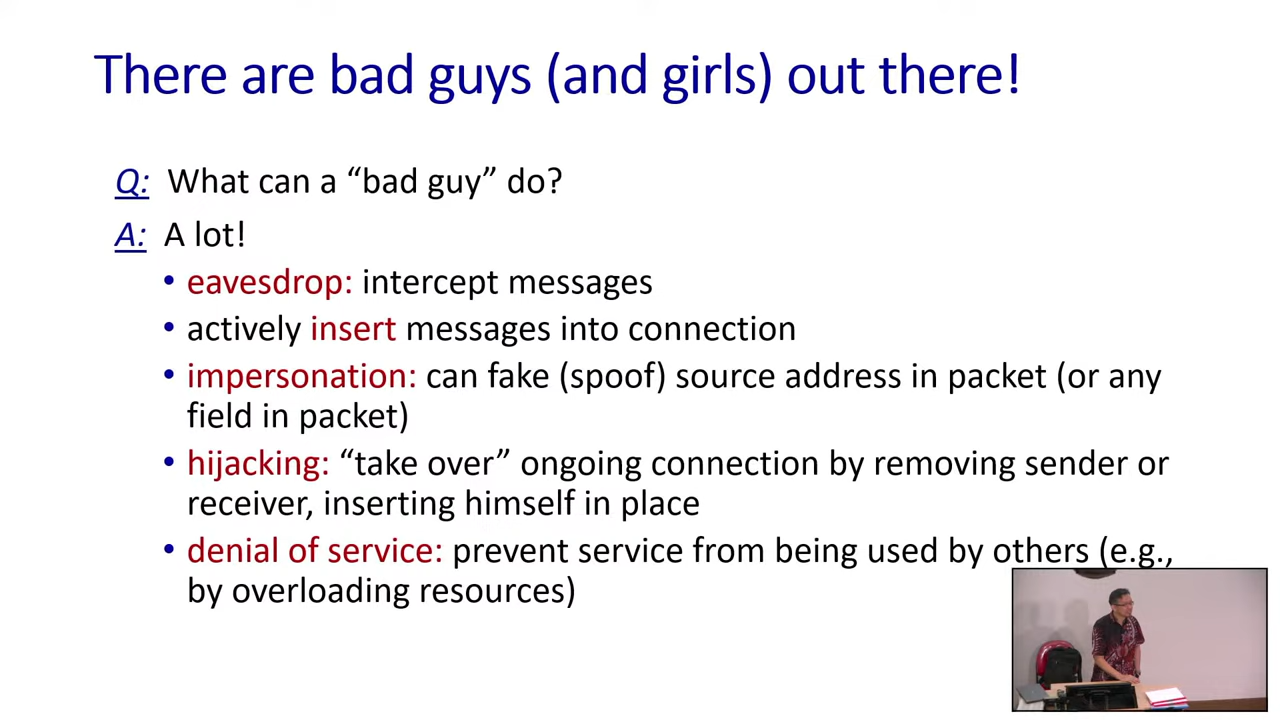 There are bad guys (and girls) out there!
Q: What can a “bad guy” do?
A: A lot!
• eavesdrop: intercept messages
• actively insert messages into connection
• impersonation: can fake (spoof) source address in packet (or any
field in packet)
• hijacking: “take over” ongoing connection by removing sender or
receiver, inserting himself in place
• denial of service: prevent service from being used by others (e.g.,
by overloading resources)